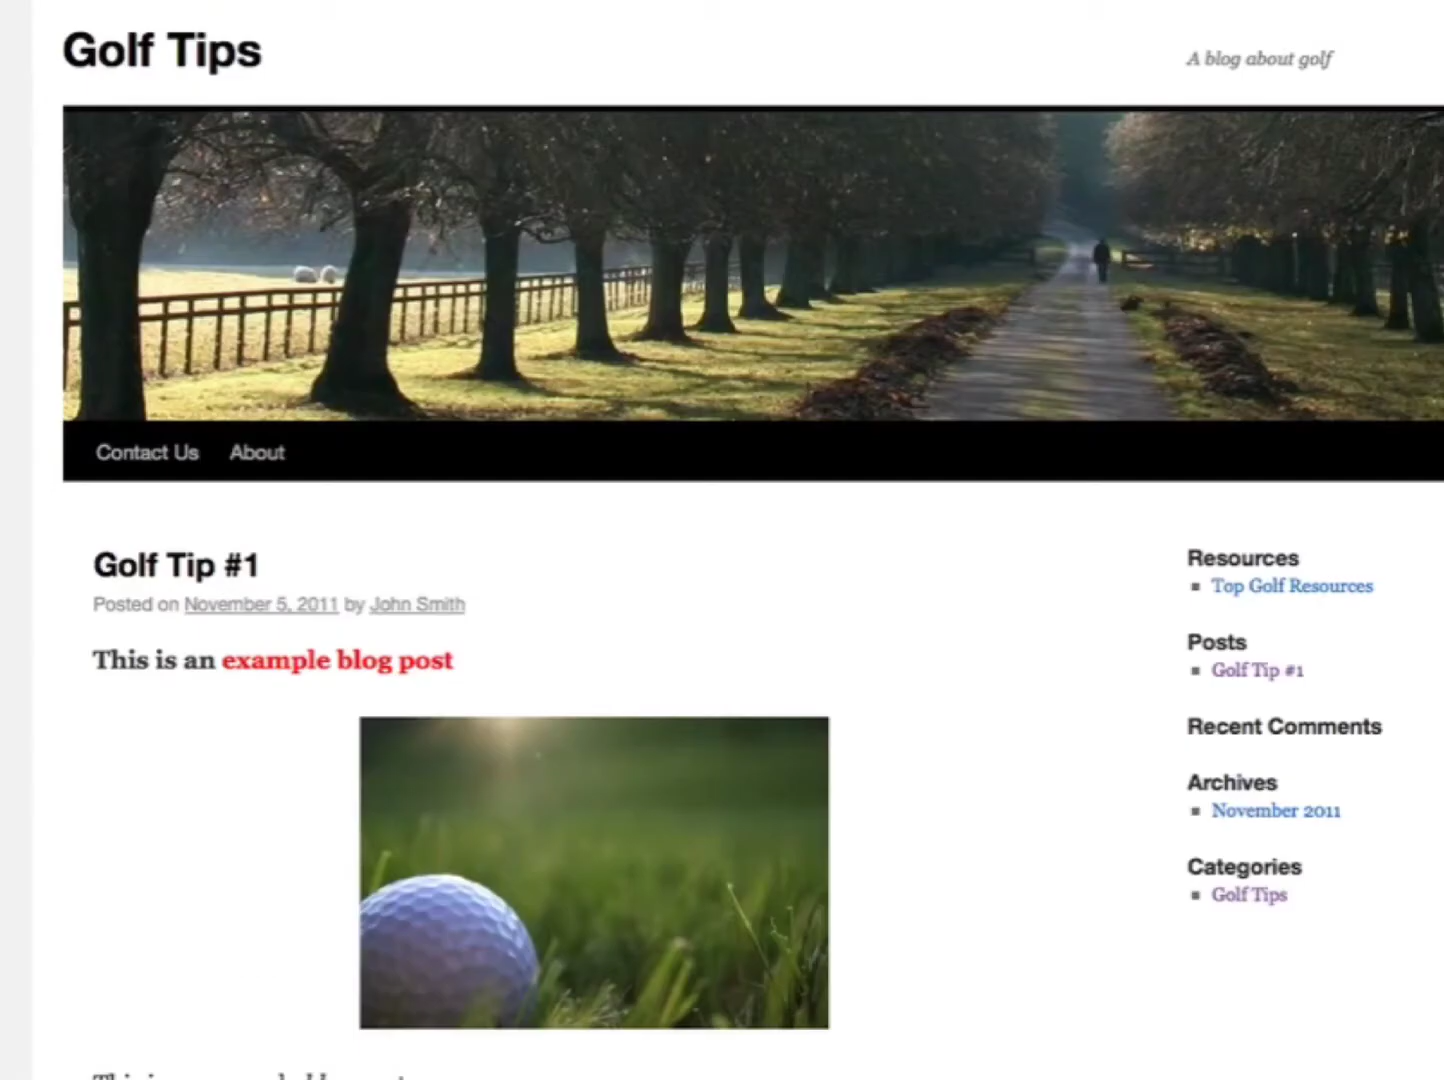 Golf Tips
A blog about golf
Contact Us About
Golf Tip #1
Posted on November 5, 2011 by John Smith
This is an example blog post
Resources
Top Golf Resources
Posts
Golf Tip #1
Recent Comments
Archives
November 2011
Categories
Golf Tips